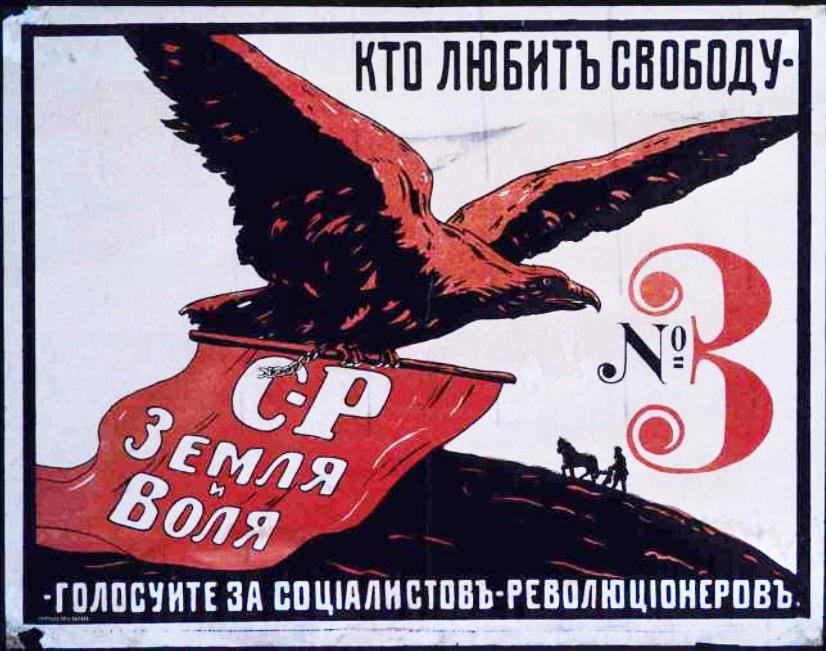 КТО ЛЮБИТЪ СВОБОДУ-
№ 3
С-Р
ЗЕМЛЯ
и
ВОЛЯ
-ГОЛОСУИТЕ ЗА СОЦІАЛИСТОВЪ-РЕВОЛЮЦІОНЕРОВЪ.